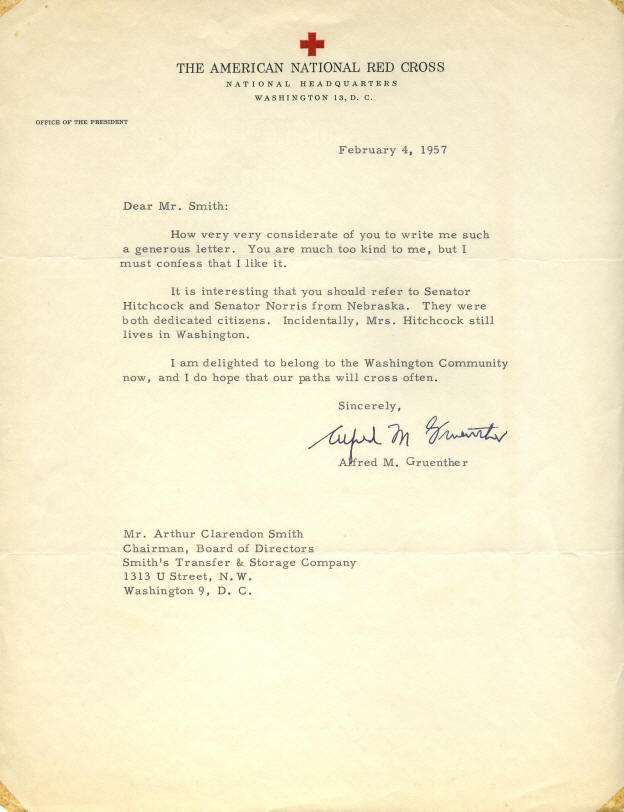 THE AMERICAN NATIONAL RED CROSS
NATIONAL HEADQUARTERS
WASHINGTON 13, D. C.
OFFICE OF THE PRESIDENT
February 4, 1957
Dear Mr. Smith:
How very very considerate of you to write me such
a generous letter. You are much too kind to me, but I
must confess that I like it.
It is interesting that you should refer to Senator
Hitchcock and Senator Norris from Nebraska. They were
both dedicated citizens. Incidentally, Mrs. Hitchcock still
lives in Washington.
I am delighted to belong to the Washington Community
now, and I do hope that our paths will cross often.
Sincerely,
Alfred M Gruenther
Alfred M. Gruenther
Mr. Arthur Clarendon Smith
Chairman, Board of Directors
Smith's Transfer & Storage Company
1313 U Street, N.W.
Washington 9, D. C.